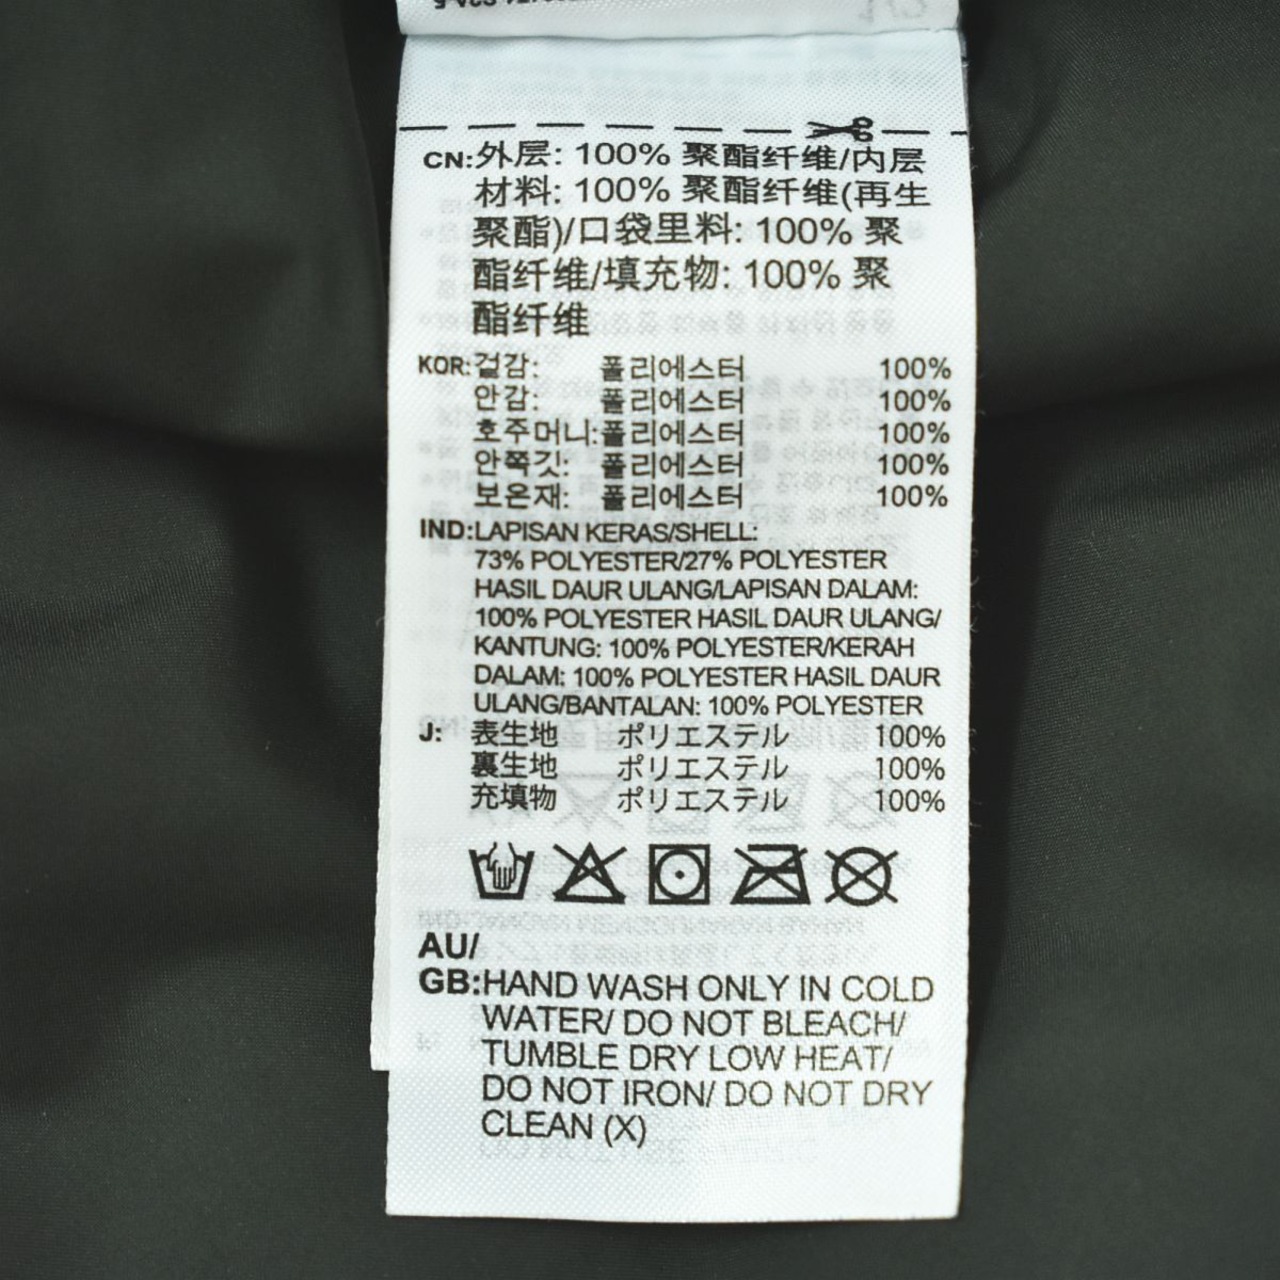 CN:外层: 100% 聚酯纤维/内层
材料: 100% 聚酯纤维(再生
聚酯)/口袋里料: 100% 聚
酯纤维/填充物: 100% 聚
酯纤维
KOR:겉감: 폴리에스터 100%
안감: 폴리에스터 100%
호주머니:폴리에스터 100%
안쪽깃: 폴리에스터 100%
보온재: 폴리에스터 100%
IND:LAPISAN KERAS/SHELL:
73% POLYESTER/27% POLYESTER
HASIL DAUR ULANG/LAPISAN DALAM:
100% POLYESTER HASIL DAUR ULANG/
KANTUNG: 100% POLYESTER/KERAH
DALAM: 100% POLYESTER HASIL DAUR
ULANG/BANTALAN: 100% POLYESTER
J: 表生地 ポリエステル 100%
裏生地 ポリエステル 100%
充填物 ポリエステル 100%
AU/
GB:HAND WASH ONLY IN COLD
WATER/ DO NOT BLEACH/
TUMBLE DRY LOW HEAT/
DO NOT IRON/ DO NOT DRY
CLEAN (X)